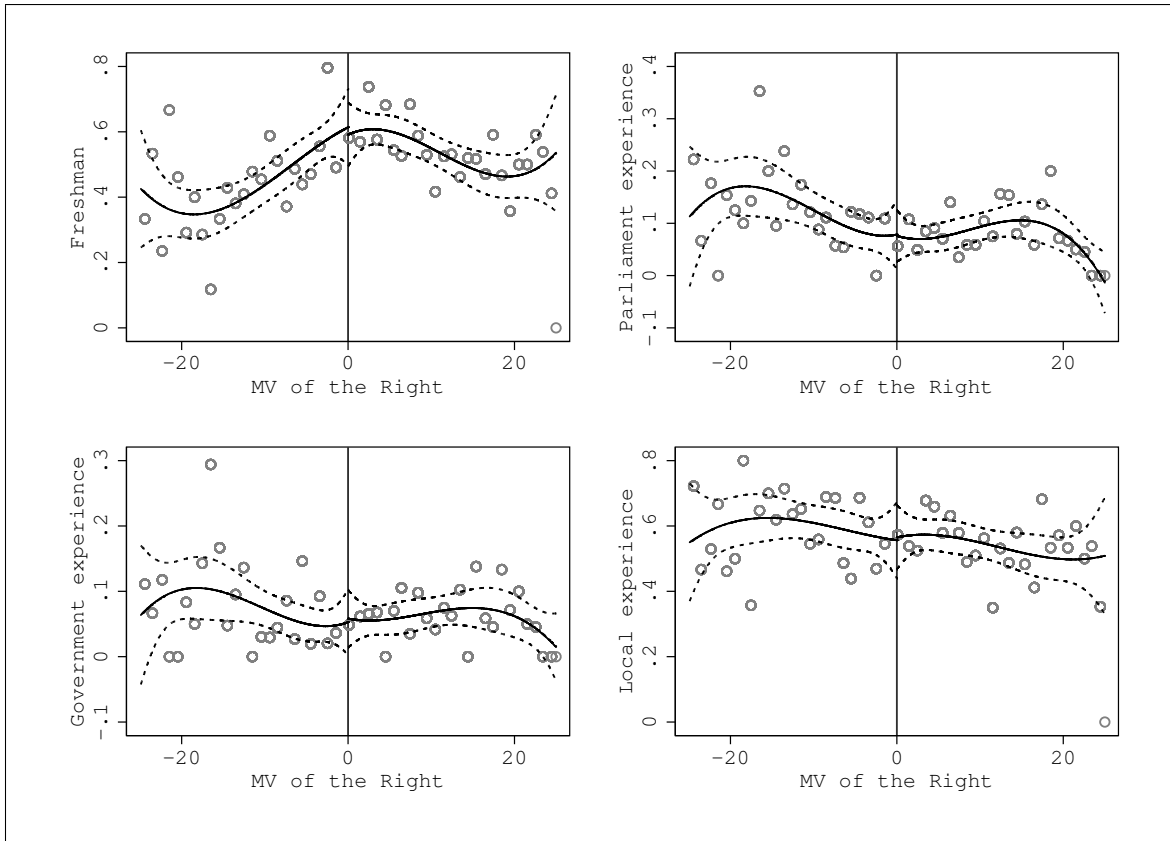 Freshman
0 .2 .4 .6 .8
−20 0 20
MV of the Right
Parliament experience
−.1 0 .1 .2 .3 .4
−20 0 20
MV of the Right
Government experience
−.1 0 .1 .2 .3
−20 0 20
MV of the Right
Local experience
0 .2 .4 .6 .8
−20 0 20
MV of the Right